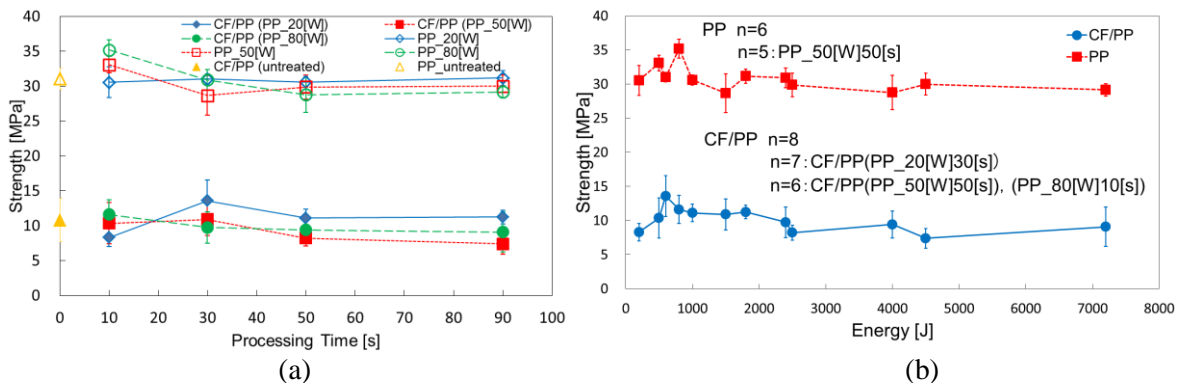 CF/PP (PP_20[W])
CF/PP (PP_50[W])
CF/PP (PP_80[W])
PP_20[W]
PP_50[W]
PP_80[W]
CF/PP (untreated)
PP_untreated
40
35
30
25
20
15
10
5
0
Strength [MPa]
0 10 20 30 40 50 60 70 80 90 100
Processing Time [s]
(a)
PP n=6
n=5:PP_50[W]50[s]
CF/PP
PP
CF/PP n=8
n=7:CF/PP(PP_20[W]30[s])
n=6:CF/PP(PP_50[W]50[s]), (PP_80[W]10[s])
40
35
30
25
20
15
10
5
0
Strength [MPa]
0 1000 2000 3000 4000 5000 6000 7000 8000
Energy [J]
(b)